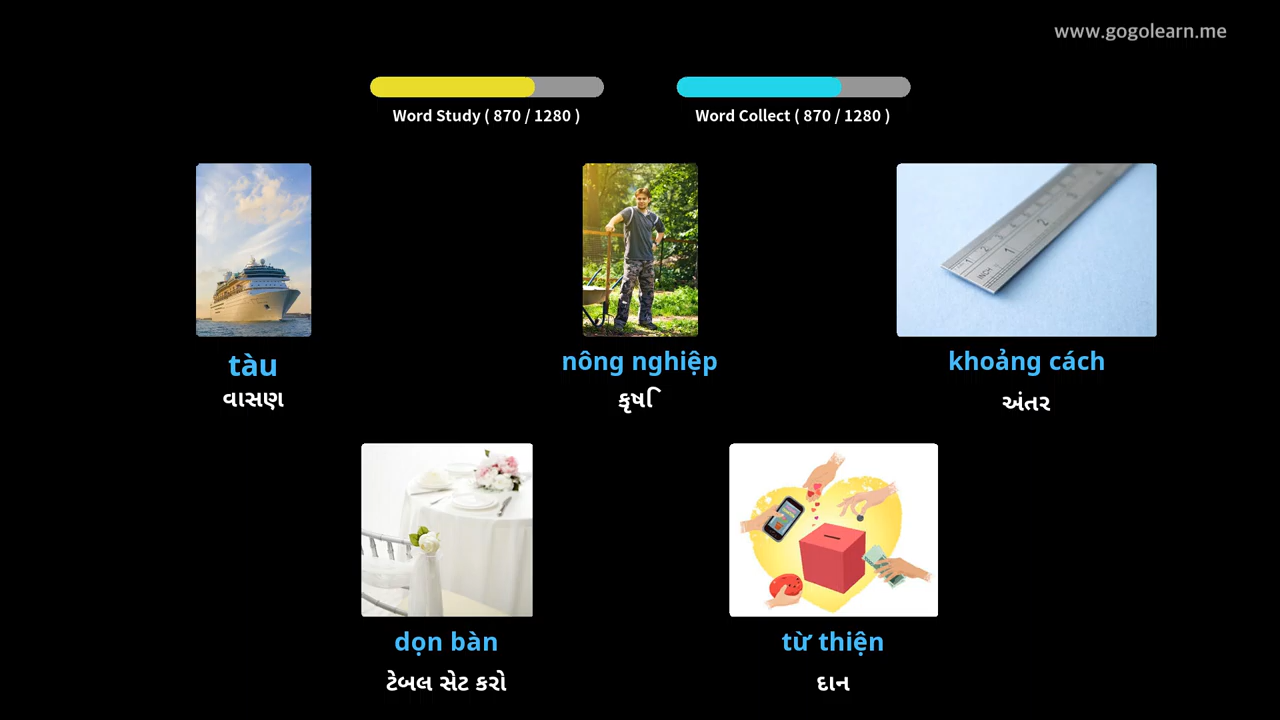 www.gogolearn.me
Word Study ( 870 / 1280 )
Word Collect ( 870 / 1280 )
tàu
વાસણ
nông nghiệp
કૃષિ
khoảng cách
અંતર
dọn bàn
ટેબલ સેટ કરો
từ thiện
દાન